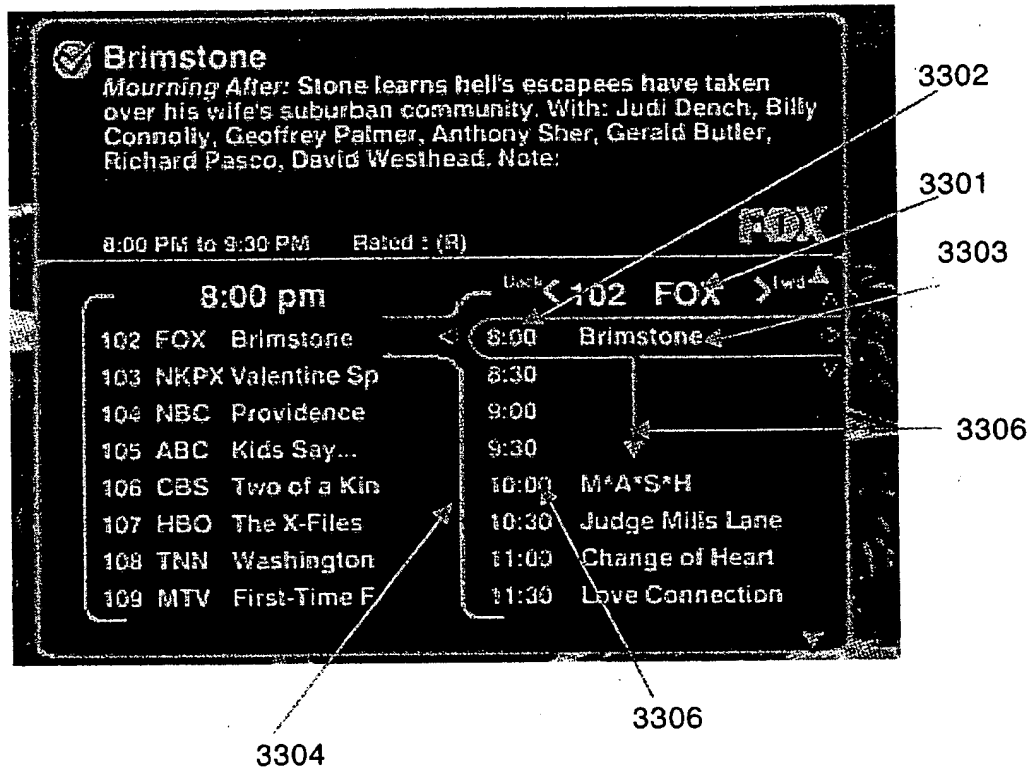 Brimstone
Mourning After: Stone learns hell's escapees have taken
over his wife's suburban community. With: Judi Dench, Billy
Connolly, Geoffrey Palmer, Anthony Sher, Gerald Butler,
Richard Pasco, David Westhead. Note:
FOX
8:00 PM to 9:30 PM Rated : (R)
8:00 pm
102 FOX Brimstone
103 NKPX Valentine Sp
104 NBC Providence
105 ABC Kids Say...
106 CBS Two of a Kin
107 HBO The X-Files
108 TNN Washington
109 MTV First-Time F
< 102 FOX > Fwd
8:00 Brimstone
8:30
9:00
9:30
10:00 M*A*S*H
10:30 Judge Mills Lane
11:00 Change of Heart
11:30 Love Connection
3302
3301
3303
3306
3306
3304